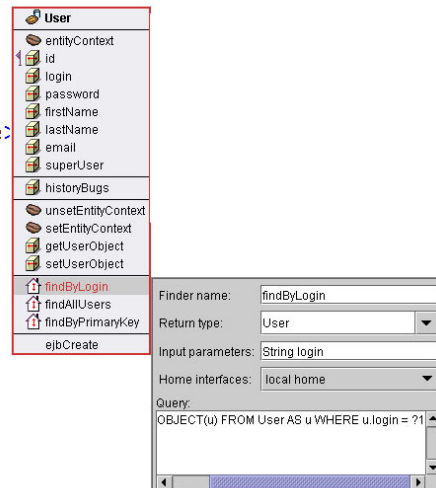 User
entityContext
id
login
password
firstName
lastName
email
superUser
historyBugs
unsetEntityContext
setEntityContext
getUserObject
setUserObject
findByLogin
findAllUsers
findByPrimaryKey
ejbCreate
Finder name: findByLogin
Return type: User
Input parameters: String login
Home interfaces: local home
Query:
OBJECT(u) FROM User AS u WHERE u.login = ?1